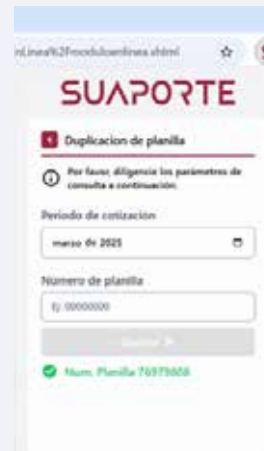 SUAPORTE
Duplicacion de planilla
Por favor, diligencie los parámetros de
consulta a continuación.
Periodo de cotización
marzo de 2025
Número de planilla
Ej: 00000000
Num. Planilla